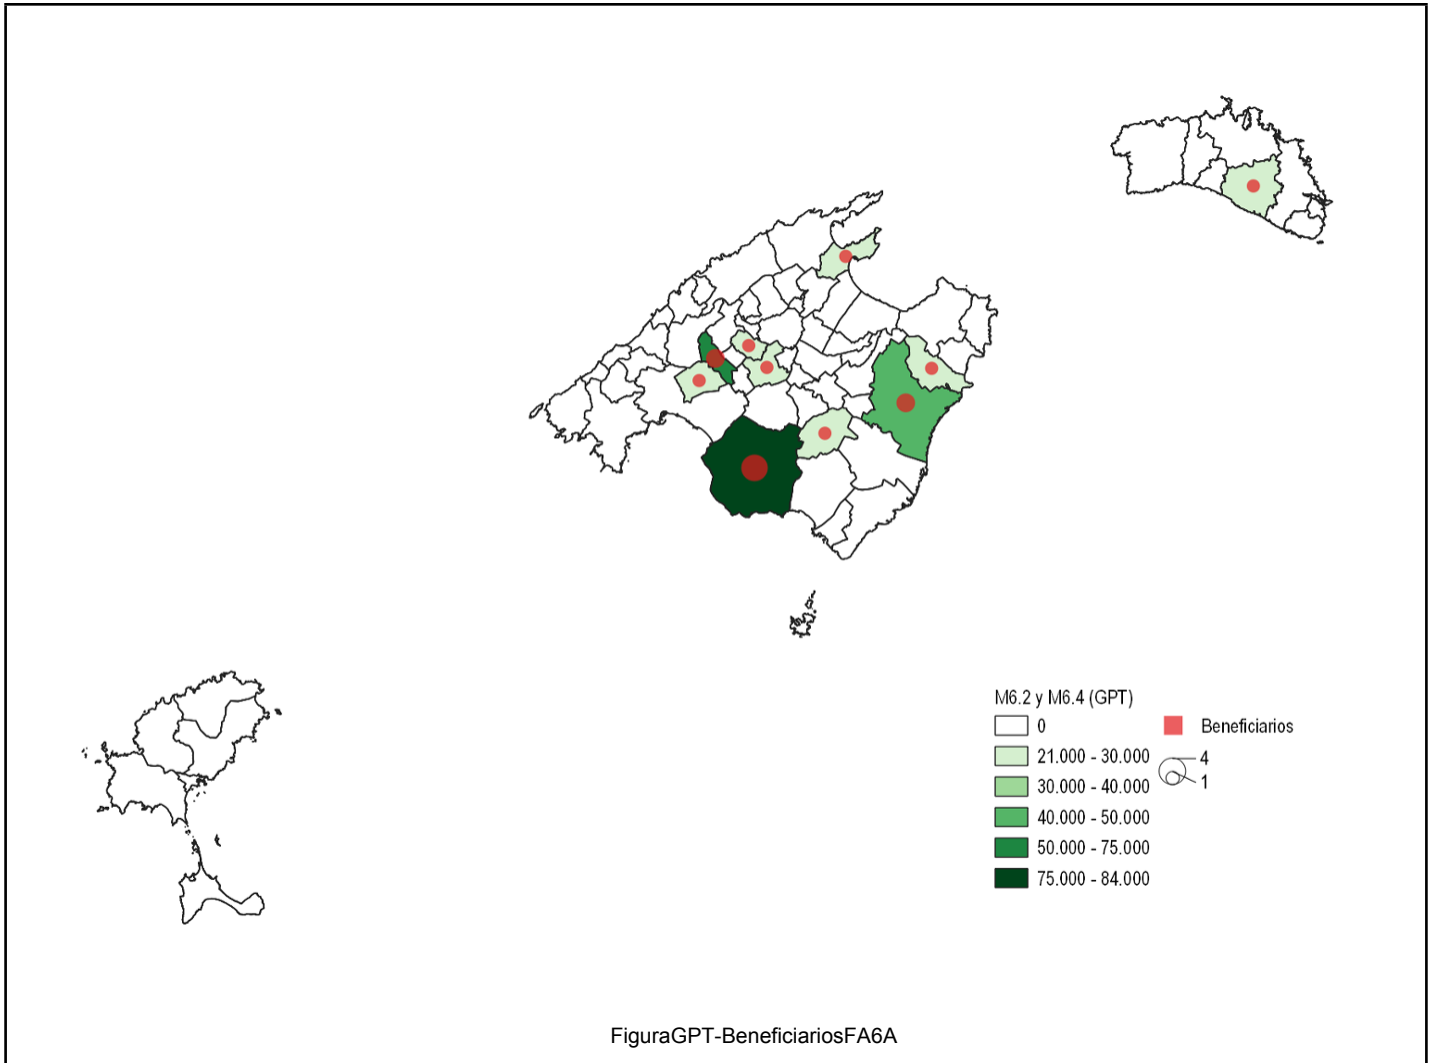 M6.2 y M6.4 (GPT)
0
21.000 - 30.000
30.000 - 40.000
40.000 - 50.000
50.000 - 75.000
75.000 - 84.000
Beneficiarios
4
1
FiguraGPT-BeneficiariosFA6A